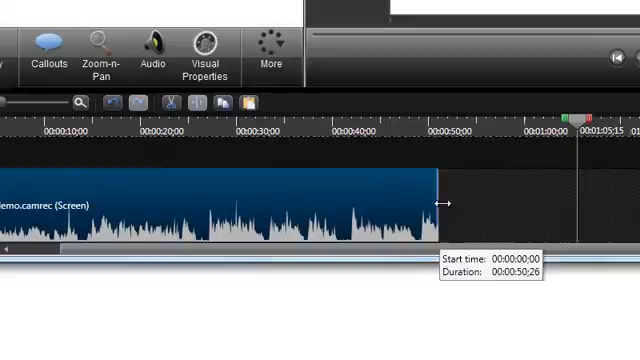 Callouts
Zoom-n-
Pan
Audio
Visual
Properties
More
00:00:10;00
00:00:20;00
00:00:30;00
00:00:40;00
00:00:50;00
00:01:00;00
00:01:05;15
emo.camrec (Screen)
Start time: 00:00:00;00
Duration: 00:00:50;26